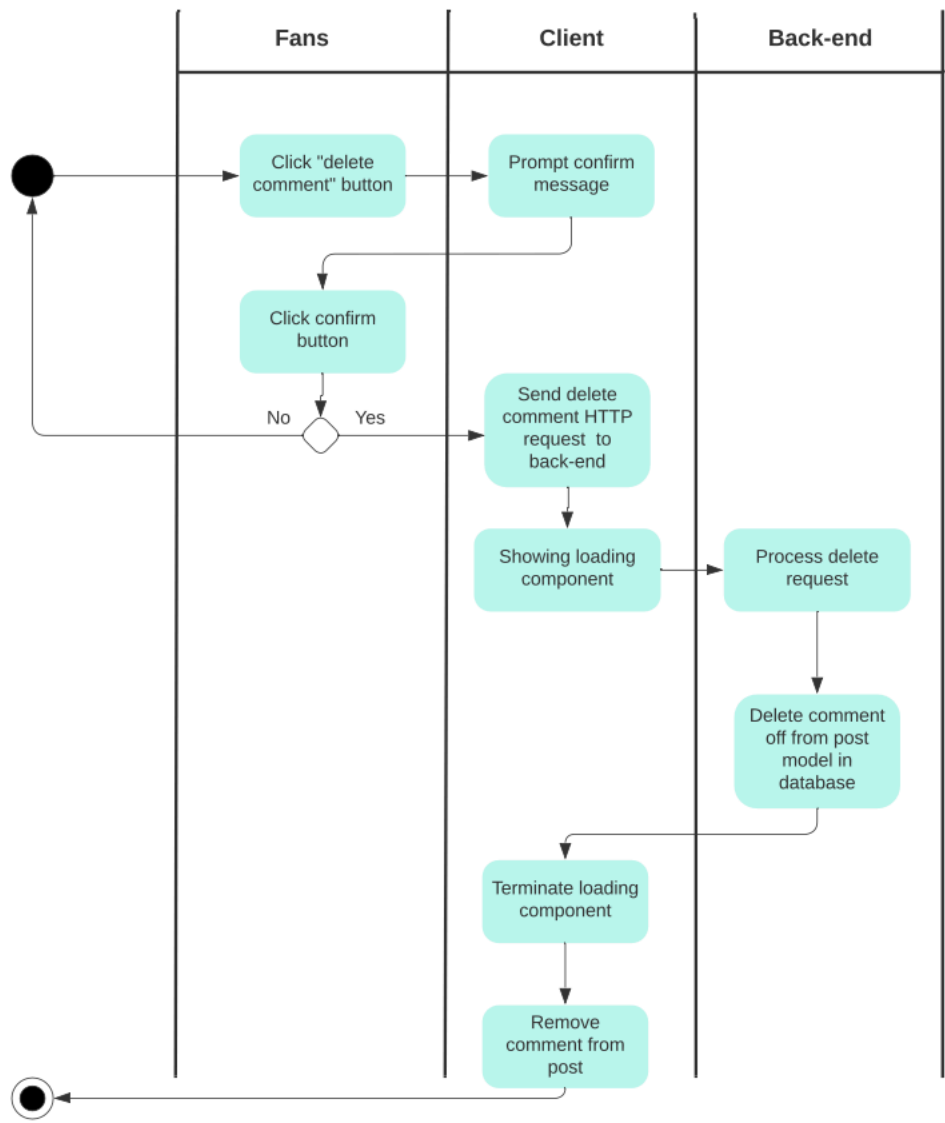 Fans
Client
Back-end
Click "delete
comment" button
Prompt confirm
message
Click confirm
button
No
Yes
Send delete
comment HTTP
request  to
back-end
Showing loading
component
Process delete
request
Delete comment
off from post
model in
database
Terminate loading
component
Remove
comment from
post